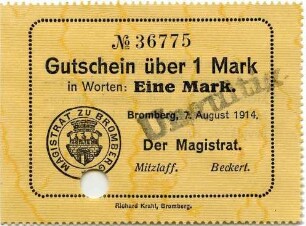 № 36775
Gutschein über 1 Mark
in Worten: Eine Mark.
Ungültig
Bromberg, 7. August 1914.
Der Magistrat.
Mitzlaff. Beckert.
MAGISTRAT ZU BROMBERG
Richard Krahl, Bromberg.